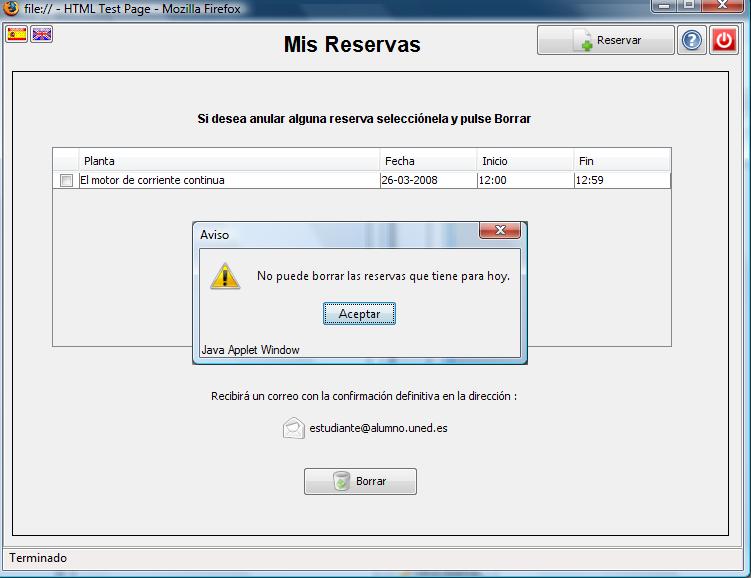 file:// - HTML Test Page - Mozilla Firefox
Mis Reservas
Reservar
?
Si desea anular alguna reserva selecciónela y pulse Borrar
Planta Fecha Inicio Fin
El motor de corriente continua 26-03-2008 12:00 12:59
Aviso
No puede borrar las reservas que tiene para hoy.
Aceptar
Java Applet Window
Recibirá un correo con la confirmación definitiva en la dirección :
estudiante@alumno.uned.es
Borrar
Terminado